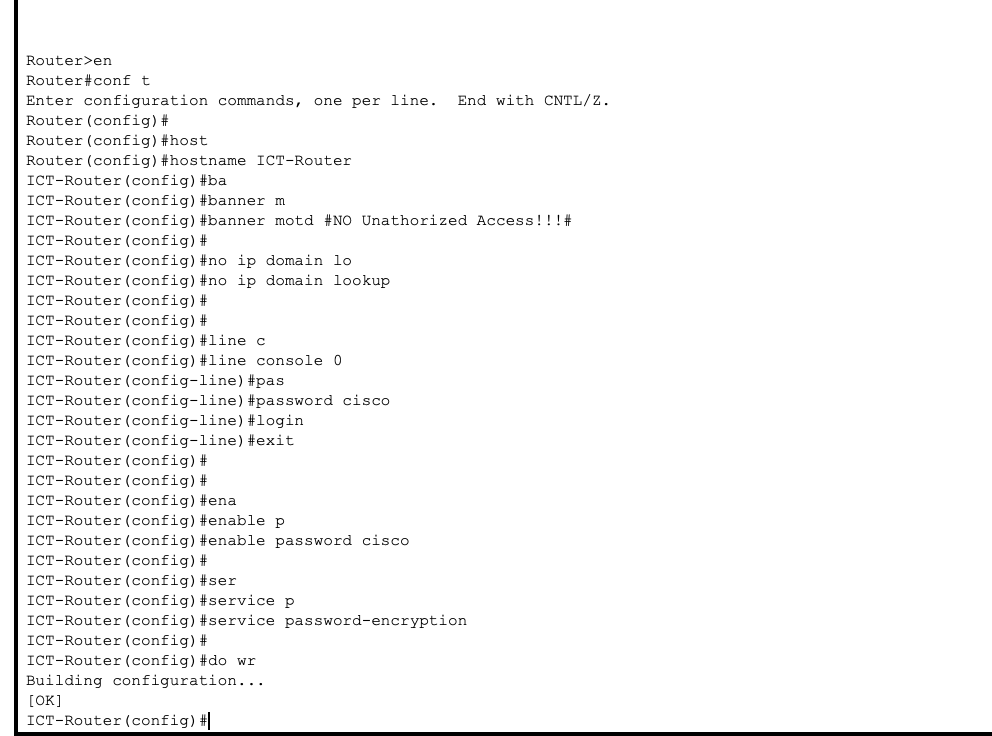 Router>en
Router#conf t
Enter configuration commands, one per line.  End with CNTL/Z.
Router(config)#
Router(config)#host
Router(config)#hostname ICT-Router
ICT-Router(config)#ba
ICT-Router(config)#banner m
ICT-Router(config)#banner motd #NO Unathorized Access!!!#
ICT-Router(config)#
ICT-Router(config)#no ip domain lo
ICT-Router(config)#no ip domain lookup
ICT-Router(config)#
ICT-Router(config)#
ICT-Router(config)#line c
ICT-Router(config)#line console 0
ICT-Router(config-line)#pas
ICT-Router(config-line)#password cisco
ICT-Router(config-line)#login
ICT-Router(config-line)#exit
ICT-Router(config)#
ICT-Router(config)#
ICT-Router(config)#ena
ICT-Router(config)#enable p
ICT-Router(config)#enable password cisco
ICT-Router(config)#
ICT-Router(config)#ser
ICT-Router(config)#service p
ICT-Router(config)#service password-encryption
ICT-Router(config)#
ICT-Router(config)#do wr
Building configuration...
[OK]
ICT-Router(config)#